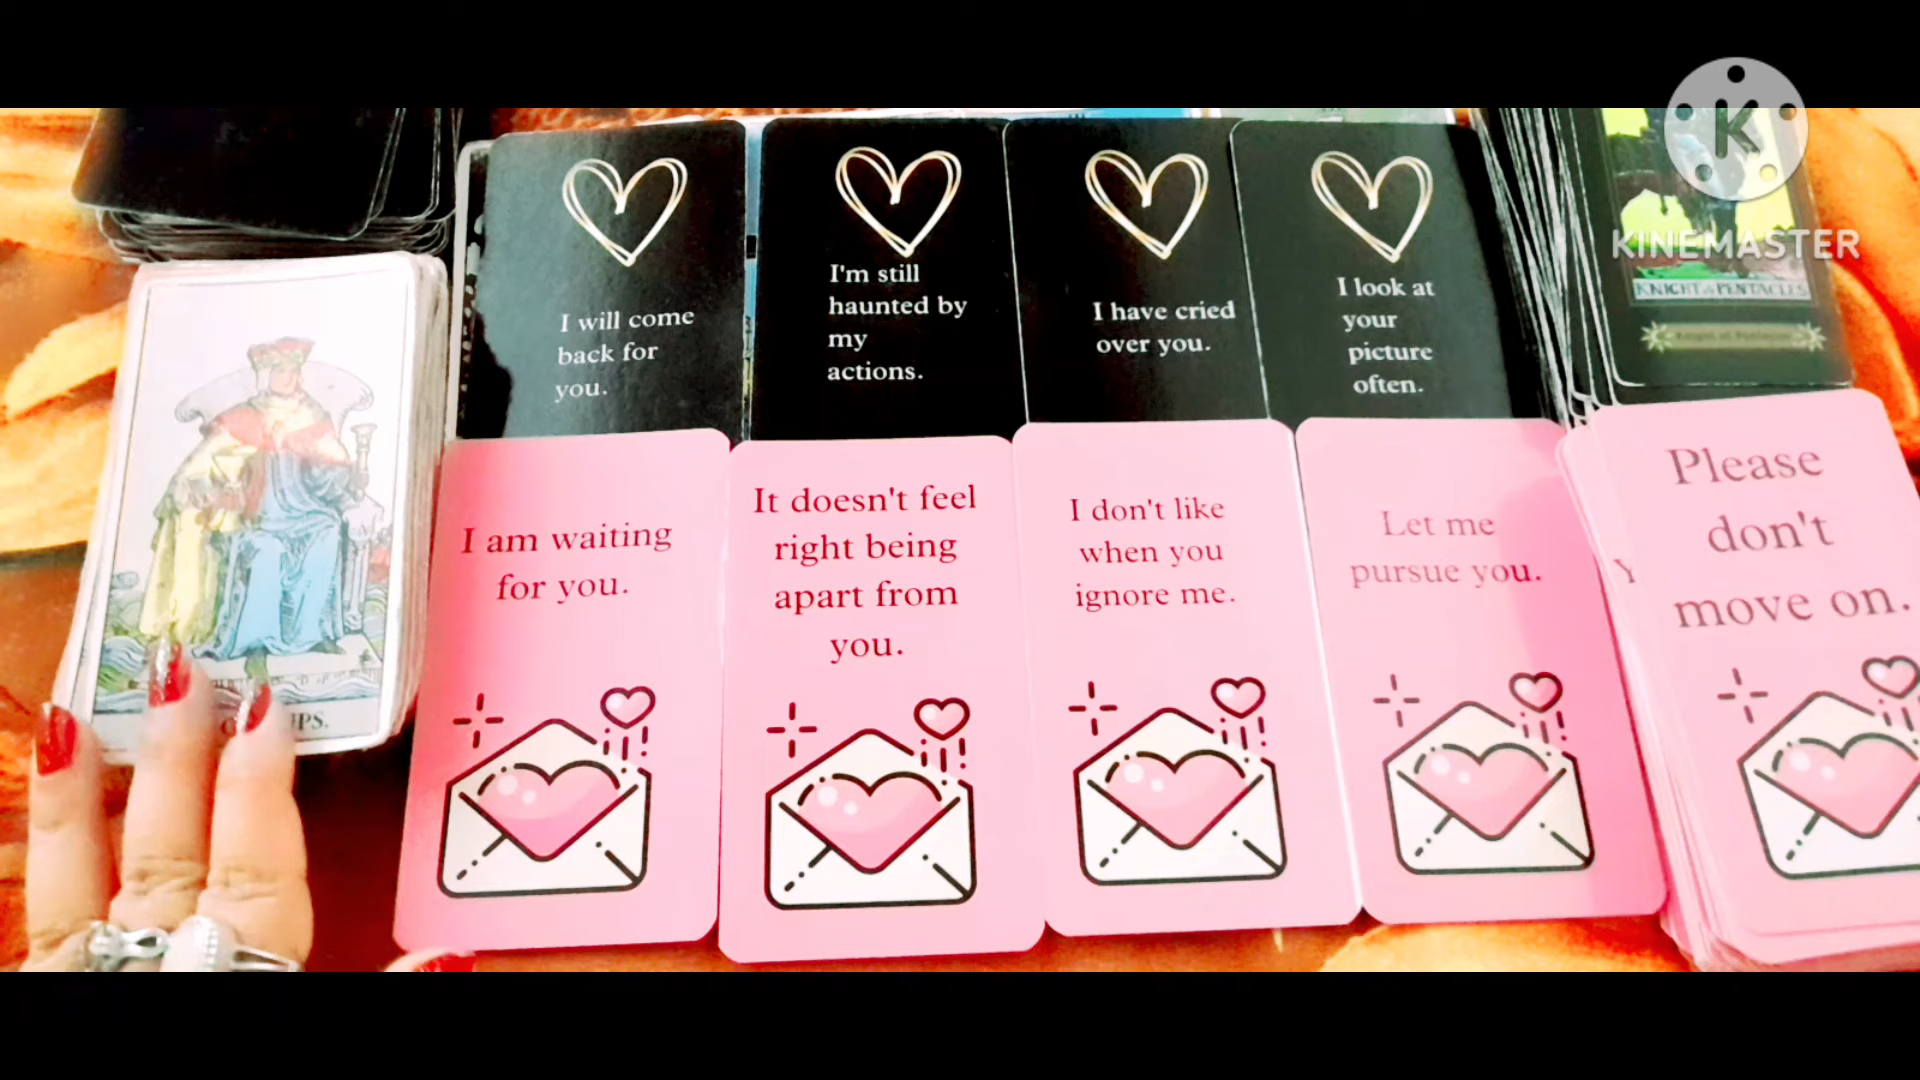 I will come
back for
you.
I'm still
haunted by
my
actions.
I have cried
over you.
I look at
your
picture
often.
K
KINEMASTER
KNIGHT of PENTACLES
I am waiting
for you.
It doesn't feel
right being
apart from
you.
I don't like
when you
ignore me.
Let me
pursue you.
Y
Please
don't
move on.